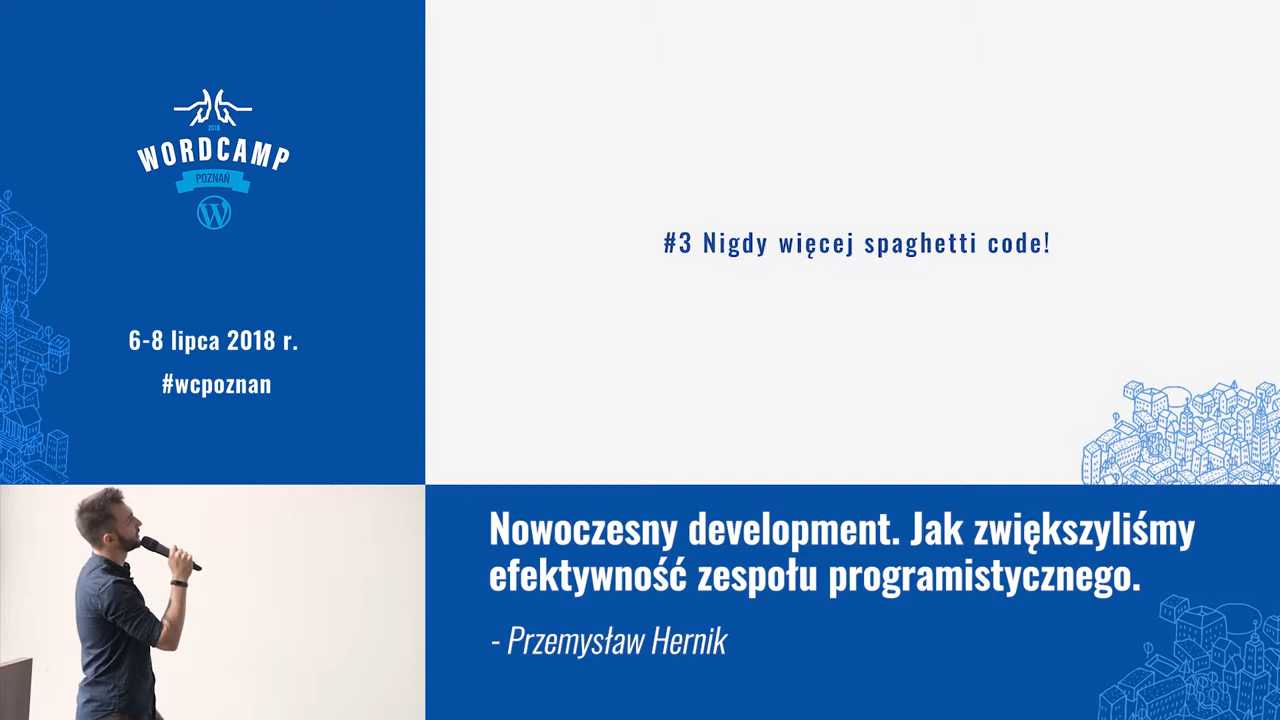 2018
WORDCAMP
POZNAŃ
6-8 lipca 2018 r.
#wcpoznan
#3 Nigdy więcej spaghetti code!
Nowoczesny development. Jak zwiększyliśmy
efektywność zespołu programistycznego.
- Przemysław Hernik